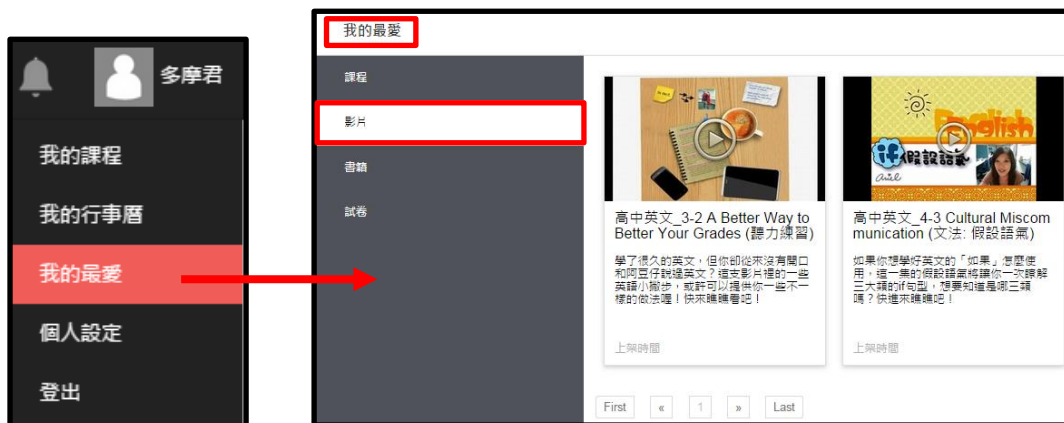 多摩君
我的課程
我的行事曆
我的最愛
個人設定
登出
我的最愛
課程
影片
書籍
試卷
高中英文_3-2 A Better Way to
Better Your Grades (聽力練習)
學了很久的英文，但你卻從來沒有開口
和阿豆仔說過英文？這支影片裡的一些
英語小撇步，或許可以提供你一些不一
樣的做法喔！快來瞧瞧看吧！
上架時間
English
if假設語氣
Ariel
高中英文_4-3 Cultural Miscom
munication (文法: 假設語氣)
如果你想學好英文的「如果」怎麼使
用，這一集的假設語氣將讓你一次瞭解
三大類的if句型，想要知道是哪三類
嗎？快進來瞧瞧吧！
上架時間
First « 1 » Last